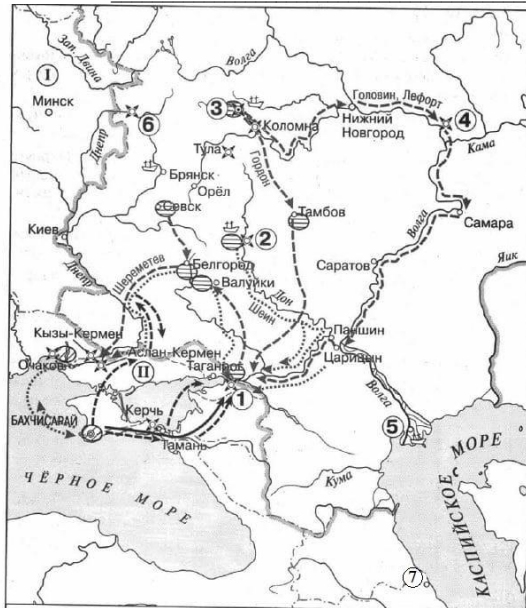 Волга
Зап. Двина
I
МИНСК
Днепр
6
3
Коломна
Головин, Лефорт
Нижний Новгород
4
Кама
Тула
Гордон
Брянск
Орёл
Севск
2
Тамбов
Самара
Волга
Киев
Днепр
Шереметев
Белгород
Валуйки
Саратов
Яик
Дон
Шеин
Паншин
Царицын
Кызы-Кермен
Очаков
Аслан-Кермен
II
Таганрог
1
Волга
5
Керчь
БАХЧИСАРАЙ
Тамань
Кума
ЧЁРНОЕ МОРЕ
КАСПИЙСКОЕ МОРЕ
7